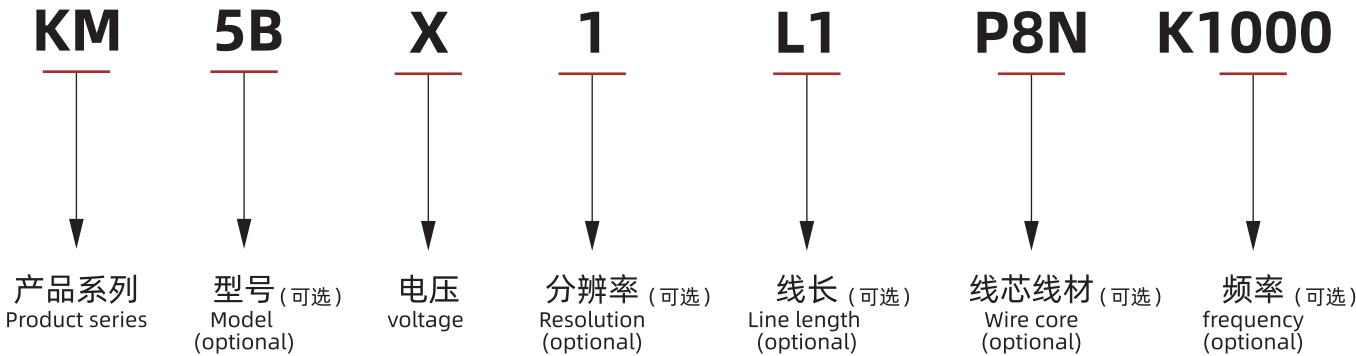 KM 5B X 1 L1 P8N K1000
产品系列 型号(可选) 电压 分辨率(可选) 线长(可选) 线芯线材(可选) 频率(可选)
Product series Model voltage Resolution Line length Wire core frequency
(optional) (optional) (optional) (optional) (optional)